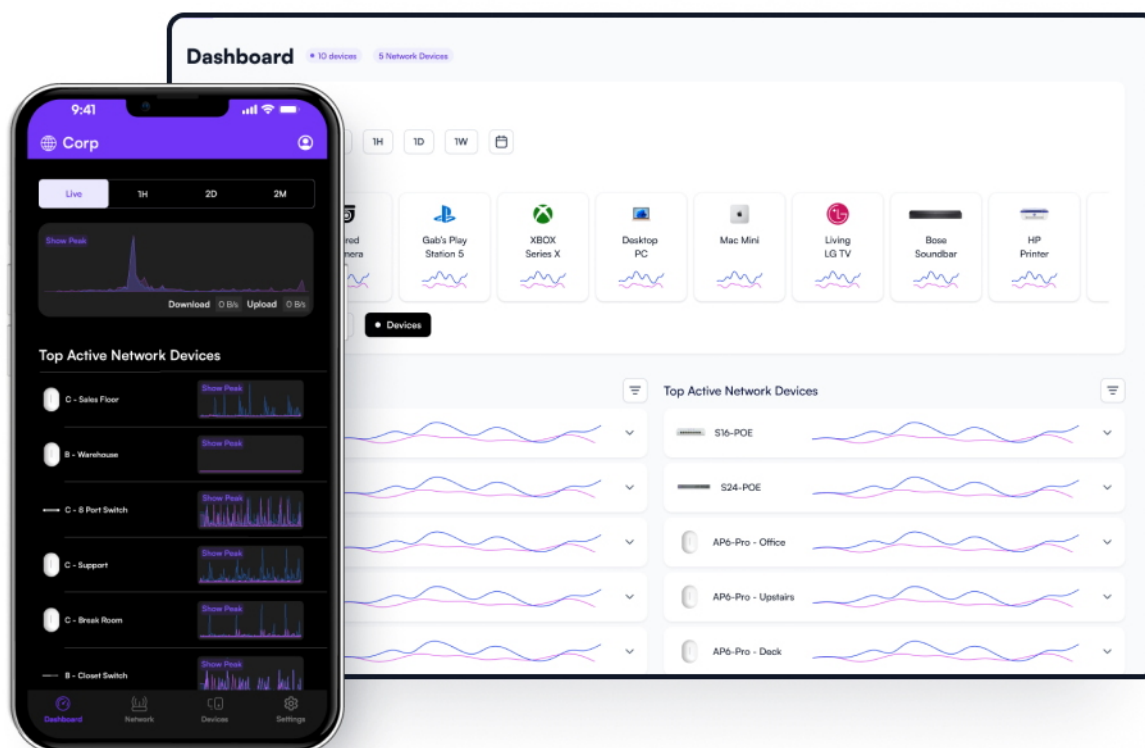 Dashboard
10 devices
5 Network Devices
1H
1D
1W
Gab's Play
Station 5
XBOX
Series X
Desktop
PC
Mac Mini
Living
LG TV
Bose
Soundbar
HP
Printer
Devices
Top Active Network Devices
S16-POE
S24-POE
AP6-Pro - Office
AP6-Pro - Upstairs
AP6-Pro - Deck
9:41
Corp
Live
1H
2D
2M
Show Peak
Download 0 B/s Upload 0 B/s
Top Active Network Devices
C - Sales Floor
Show Peak
B - Warehouse
Show Peak
C - 8 Port Switch
Show Peak
C - Support
Show Peak
C - Break Room
Show Peak
B - Closet Switch
Show Peak
Dashboard
Network
Devices
Settings